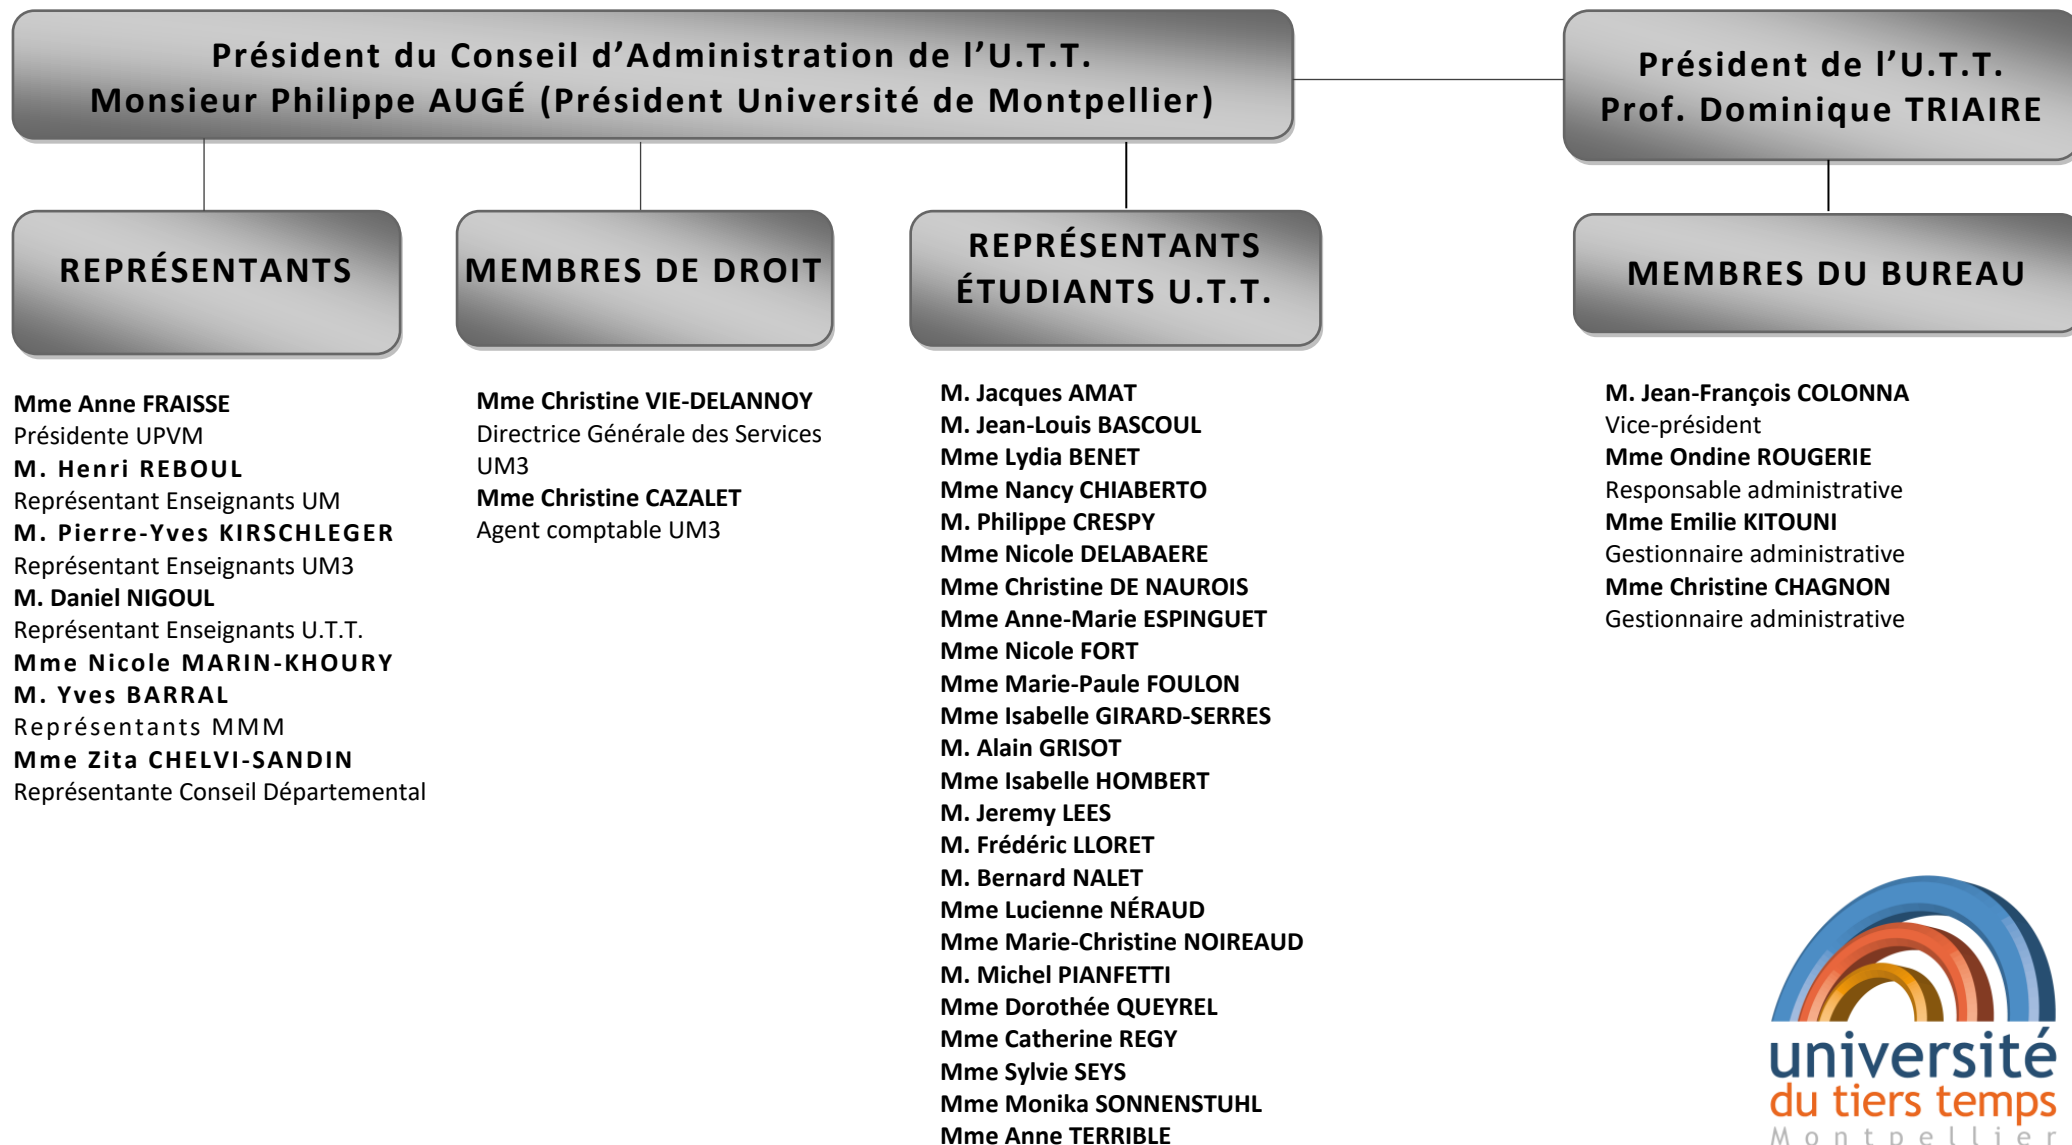 Président du Conseil d’Administration de l’U.T.T.
Monsieur Philippe AUGÉ (Président Université de Montpellier)
Président de l’U.T.T.
Prof. Dominique TRIAIRE
REPRÉSENTANTS
MEMBRES DE DROIT
REPRÉSENTANTS
ÉTUDIANTS U.T.T.
MEMBRES DU BUREAU
Mme Anne FRAISSE
Présidente UPVM
M. Henri REBOUL
Représentant Enseignants UM
M. Pierre-Yves KIRSCHLEGER
Représentant Enseignants UM3
M. Daniel NIGOUL
Représentant Enseignants U.T.T.
Mme Nicole MARIN-KHOURY
M. Yves BARRAL
Représentants MMM
Mme Zita CHELVI-SANDIN
Représentante Conseil Départemental
Mme Christine VIE-DELANNOY
Directrice Générale des Services
UM3
Mme Christine CAZALET
Agent comptable UM3
M. Jacques AMAT
M. Jean-Louis BASCOUL
Mme Lydia BENET
Mme Nancy CHIABERTO
M. Philippe CRESPY
Mme Nicole DELABAERE
Mme Christine DE NAUROIS
Mme Anne-Marie ESPINGUET
Mme Nicole FORT
Mme Marie-Paule FOULON
Mme Isabelle GIRARD-SERRES
M. Alain GRISOT
Mme Isabelle HOMBERT
M. Jeremy LEES
M. Frédéric LLORET
M. Bernard NALET
Mme Lucienne NÉRAUD
Mme Marie-Christine NOIREAUD
M. Michel PIANFETTI
Mme Dorothée QUEYREL
Mme Catherine REGY
Mme Sylvie SEYS
Mme Monika SONNENSTUHL
Mme Anne TERRIBLE
M. Jean-François COLONNA
Vice-président
Mme Ondine ROUGERIE
Responsable administrative
Mme Emilie KITOUNI
Gestionnaire administrative
Mme Christine CHAGNON
Gestionnaire administrative
université
du tiers temps
Montpellier